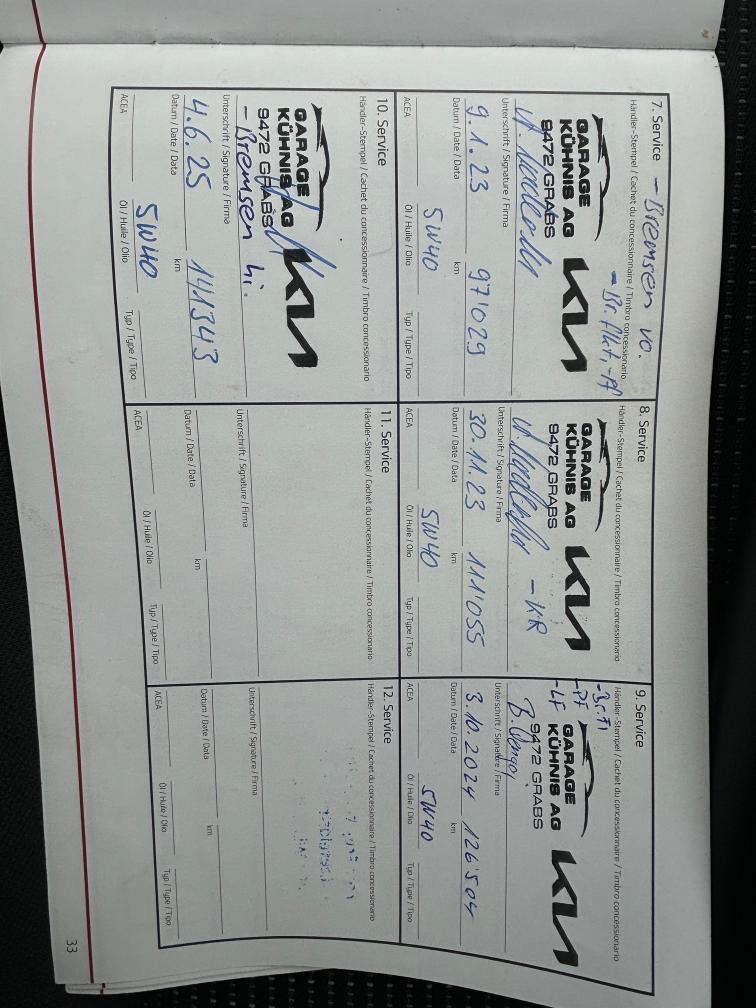 7. Service - Bremsen vo.
Händler-Stempel / Cachet du concessionnaire / Timbro concessionario
GARAGE
KÜHNIS AG
9472 GRABS
KIA
Unterschrift / Signature / Firma
9.1.23 97'029
Datum / Date / Data km
5W40
ACEA Öl / Huile / Olio Typ / Type / Tipo
8. Service
Händler-Stempel / Cachet du concessionnaire / Timbro concessionario
GARAGE
KÜHNIS AG
9472 GRABS
KIA
- KR
Unterschrift / Signature / Firma
30.11.23 111'055
Datum / Date / Data km
5W40
ACEA Öl / Huile / Olio Typ / Type / Tipo
9. Service
Händler-Stempel / Cachet du concessionnaire / Timbro concessionario
- Br.Fl
- PF
- LF
GARAGE
KÜHNIS AG
9472 GRABS
KIA
Unterschrift / Signature / Firma
3.10.2024 126'504
Datum / Date / Data km
5W40
ACEA Öl / Huile / Olio Typ / Type / Tipo
10. Service
Händler-Stempel / Cachet du concessionnaire / Timbro concessionario
GARAGE
KÜHNIS AG
9472 GRABS
KIA
- Bremsen hi.
Unterschrift / Signature / Firma
4.6.25 141343
Datum / Date / Data km
5W40
ACEA Öl / Huile / Olio Typ / Type / Tipo
11. Service
Händler-Stempel / Cachet du concessionnaire / Timbro concessionario
Unterschrift / Signature / Firma
Datum / Date / Data km
ACEA Öl / Huile / Olio Typ / Type / Tipo
12. Service
Händler-Stempel / Cachet du concessionnaire / Timbro concessionario
Unterschrift / Signature / Firma
Datum / Date / Data km
ACEA Öl / Huile / Olio Typ / Type / Tipo
33